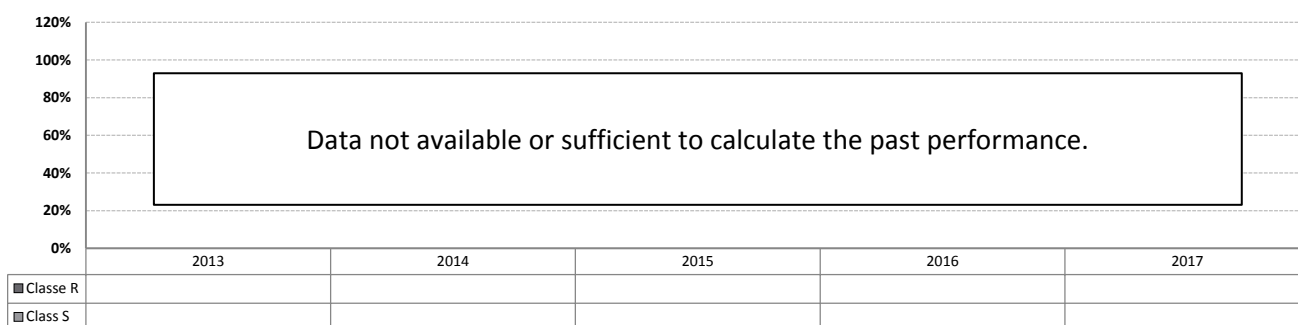 120%
100%
80%
60%
40%
20%
0%
Data not available or sufficient to calculate the past performance.
2013 2014 2015 2016 2017
Classe R
Class S